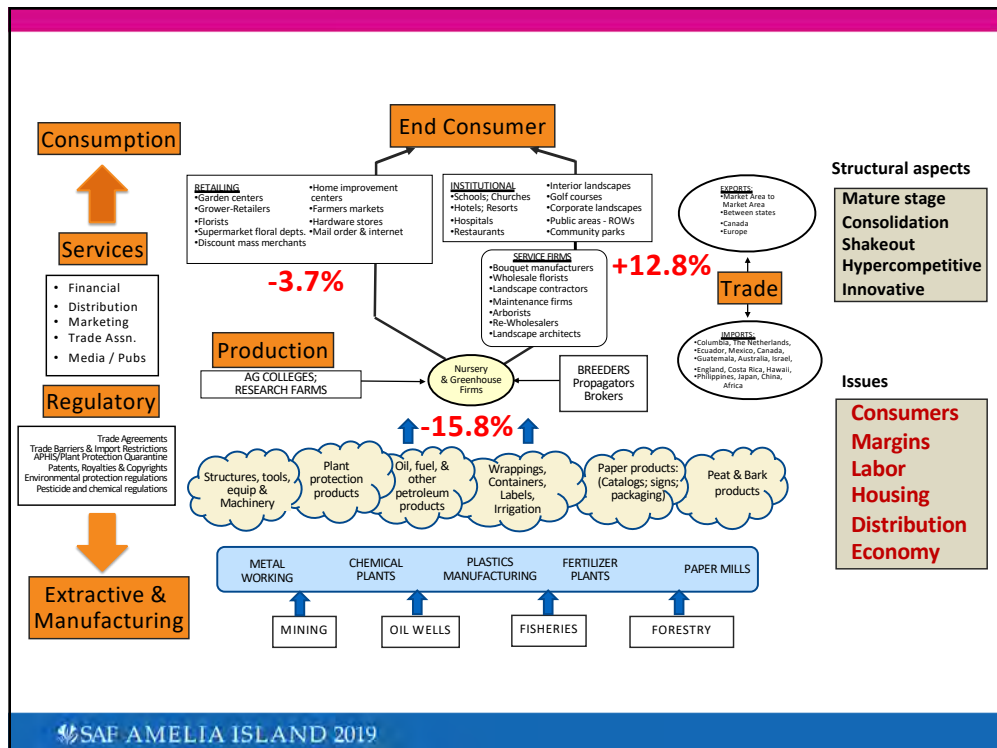 End Consumer
Consumption
Services
• Financial
• Distribution
• Marketing
• Trade Assn.
• Media / Pubs
Regulatory
Trade Agreements
Trade Barriers & Import Restrictions
APHIS/Plant Protection Quarantine
Patents, Royalties & Copyrights
Environmental protection regulations
Pesticide and chemical regulations
Extractive &
Manufacturing
RETAILING
•Garden centers
•Grower-Retailers
•Florists
•Supermarket floral depts.
•Discount mass merchants
•Home improvement
centers
•Farmers markets
•Hardware stores
•Mail order & internet
-3.7%
INSTITUTIONAL
•Schools; Churches
•Hotels; Resorts
•Hospitals
•Restaurants
•Interior landscapes
•Golf courses
•Corporate landscapes
•Public areas - ROWs
•Community parks
SERVICE FIRMS
•Bouquet manufacturers
•Wholesale florists
•Landscape contractors
•Maintenance firms
•Arborists
•Re-Wholesalers
•Landscape architects
+12.8%
EXPORTS:
•Market Area to
Market Area
•Between states
•Canada
•Europe
Trade
IMPORTS:
•Columbia, The Netherlands,
•Ecuador, Mexico, Canada,
•Guatemala, Australia, Israel,
•England, Costa Rica, Hawaii,
•Philippines, Japan, China,
Africa
Production
AG COLLEGES;
RESEARCH FARMS
Nursery
& Greenhouse
Firms
BREEDERS
Propagators
Brokers
-15.8%
Structures, tools,
equip &
Machinery
Plant
protection
products
Oil, fuel, &
other
petroleum
products
Wrappings,
Containers,
Labels,
Irrigation
Paper products:
(Catalogs; signs;
packaging)
Peat & Bark
products
METAL
WORKING
CHEMICAL
PLANTS
PLASTICS
MANUFACTURING
FERTILIZER
PLANTS
PAPER MILLS
MINING
OIL WELLS
FISHERIES
FORESTRY
Structural aspects
Mature stage
Consolidation
Shakeout
Hypercompetitive
Innovative
Issues
Consumers
Margins
Labor
Housing
Distribution
Economy
SAF AMELIA ISLAND 2019